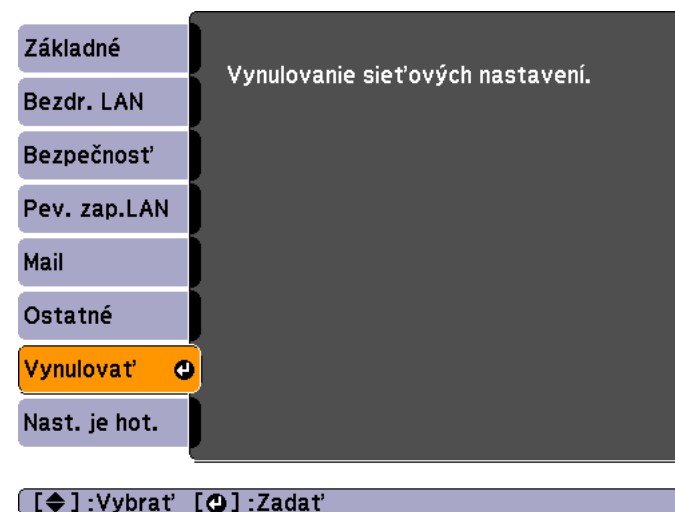 Základné
Bezdr. LAN
Bezpečnosť
Pev. zap.LAN
Mail
Ostatné
Vynulovať
Nast. je hot.
Vynulovanie sieťových nastavení.
[◆]:Vybrať [⏎]:Zadať